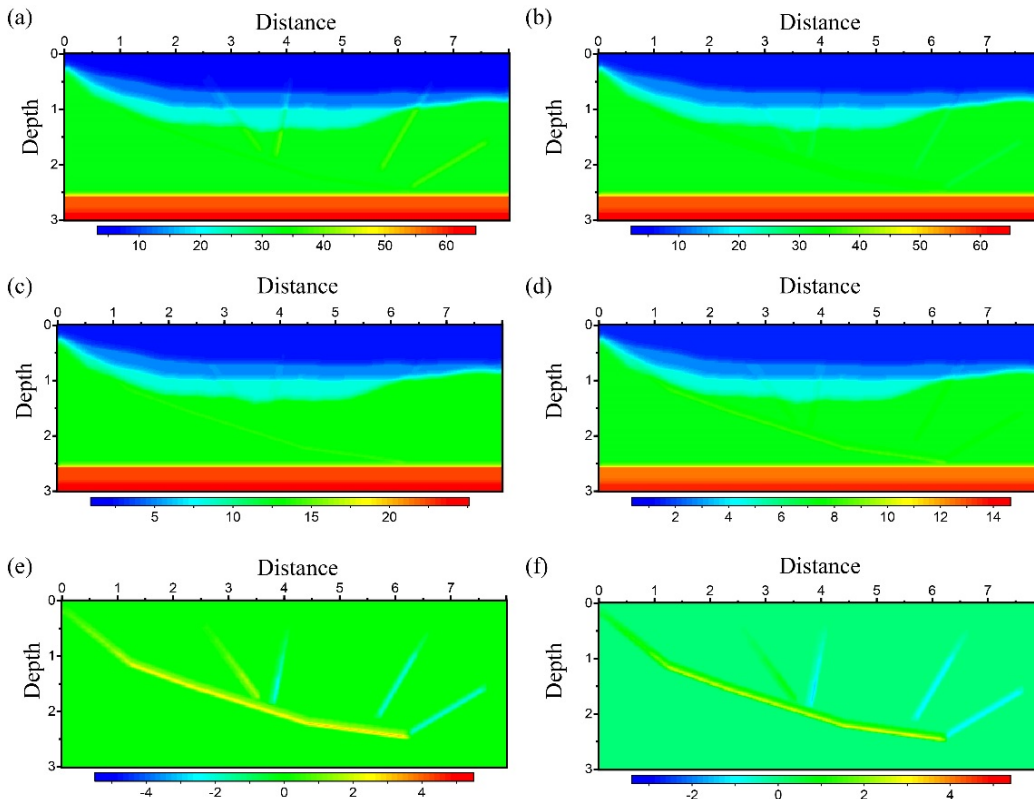 (a) Distance
0 1 2 3 4 5 6 7
Depth
0
1
2
3
10 20 30 40 50 60
(b) Distance
0 1 2 3 4 5 6 7
Depth
0
1
2
3
10 20 30 40 50 60
(c) Distance
0 1 2 3 4 5 6 7
Depth
0
1
2
3
5 10 15 20
(d) Distance
0 1 2 3 4 5 6 7
Depth
0
1
2
3
2 4 6 8 10 12 14
(e) Distance
0 1 2 3 4 5 6 7
Depth
0
1
2
3
-4 -2 0 2 4
(f) Distance
0 1 2 3 4 5 6 7
Depth
0
1
2
3
-2 0 2 4